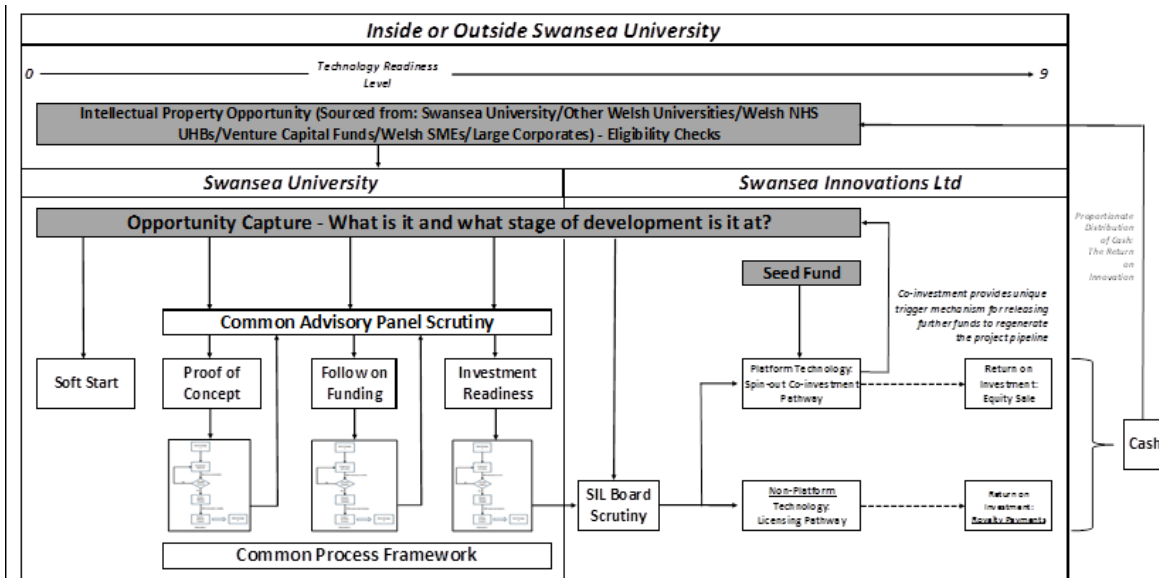 Inside or Outside Swansea University
0
Technology Readiness
Level
9
Intellectual Property Opportunity (Sourced from: Swansea University/Other Welsh Universities/Welsh NHS
UHBs/Venture Capital Funds/Welsh SMEs/Large Corporates) - Eligibility Checks
Swansea University
Swansea Innovations Ltd
Opportunity Capture - What is it and what stage of development is it at?
Proportionate
Distribution
of Cash:
The Return
on
Innovation
Seed Fund
Co-investment provides unique
trigger mechanism for releasing
further funds to regenerate
the project pipeline
Common Advisory Panel Scrutiny
Soft Start
Proof of
Concept
Follow on
Funding
Investment
Readiness
Platform Technology:
Spin-out Co-investment
Pathway
Return on
Investment:
Equity Sale
Cash
SIL Board
Scrutiny
Non-Platform
Technology:
Licensing Pathway
Return on
Investment:
Royalty Payments
Common Process Framework